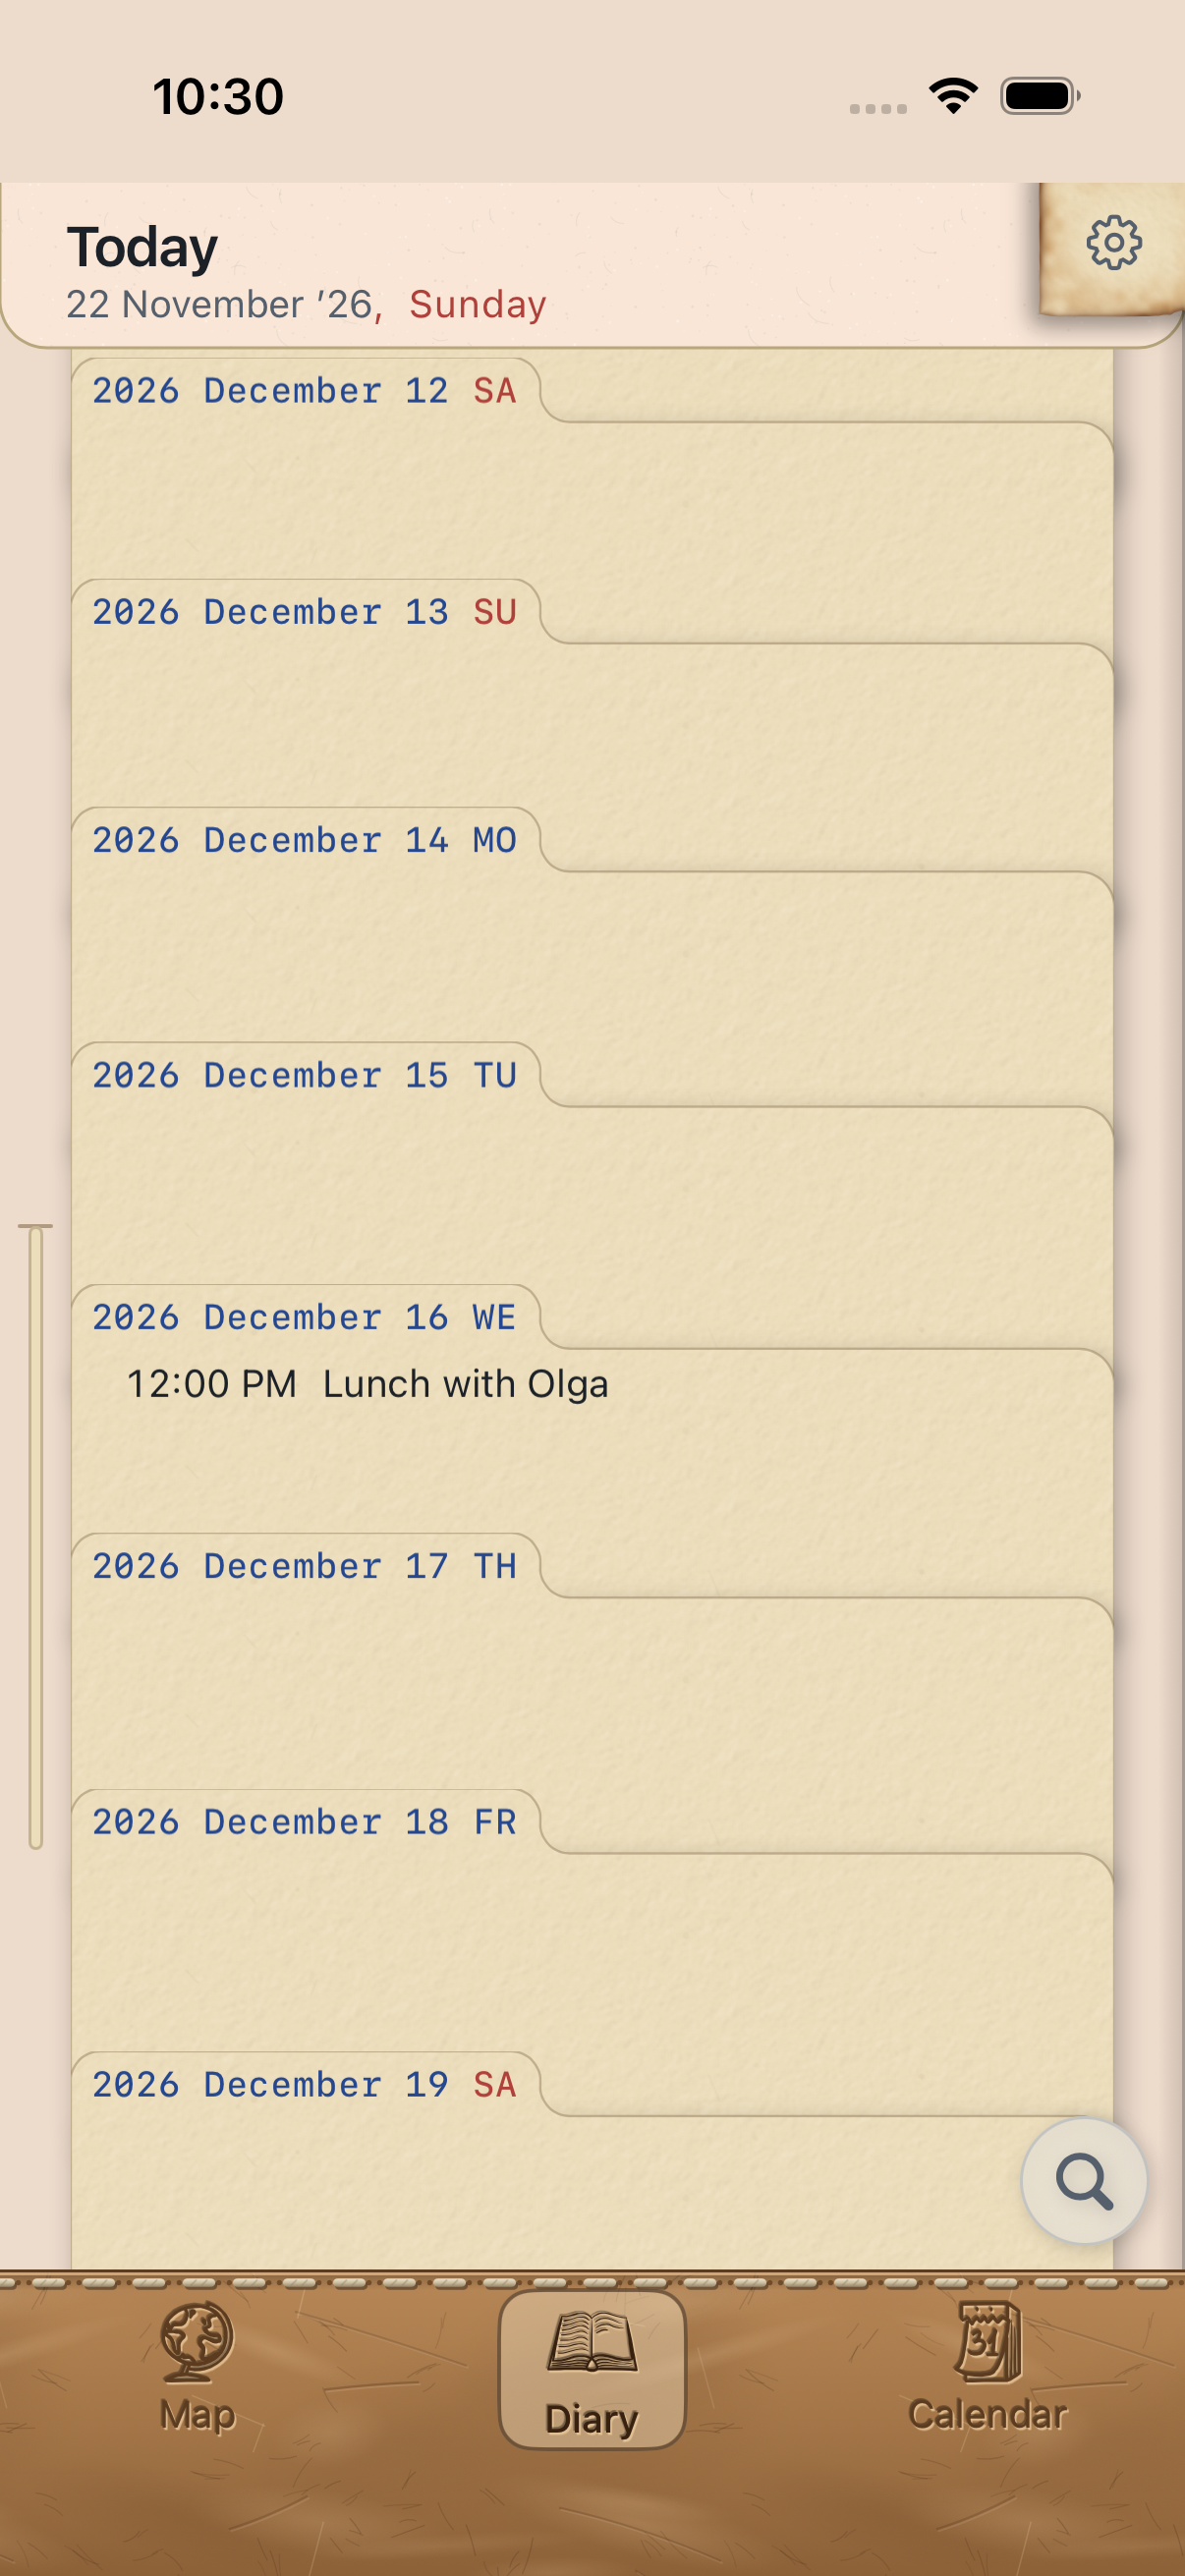 10:30
Today
22 November ’26, Sunday
2026 December 12 SA
2026 December 13 SU
2026 December 14 MO
2026 December 15 TU
2026 December 16 WE
12:00 PM Lunch with Olga
2026 December 17 TH
2026 December 18 FR
2026 December 19 SA
31
Map
Diary
Calendar